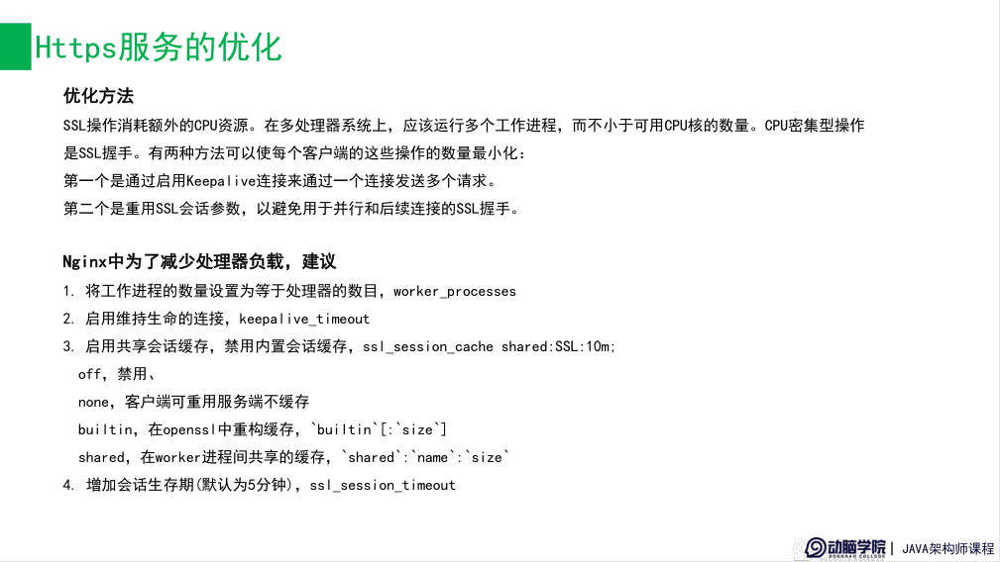 Https服务的优化
优化方法
SSL操作消耗额外的CPU资源。在多处理器系统上，应该运行多个工作进程，而不小于可用CPU核的数量。CPU密集型操作
是SSL握手。有两种方法可以使每个客户端的这些操作的数量最小化：
第一个是通过启用Keepalive连接来通过一个连接发送多个请求。
第二个是重用SSL会话参数，以避免用于并行和后续连接的SSL握手。
Nginx中为了减少处理器负载，建议
1. 将工作进程的数量设置为等于处理器的数目，worker_processes
2. 启用维持生命的连接，keepalive_timeout
3. 启用共享会话缓存，禁用内置会话缓存，ssl_session_cache shared:SSL:10m;
off，禁用、
none，客户端可重用服务端不缓存
builtin，在openssl中重构缓存，`builtin`[:`size`]
shared，在worker进程间共享的缓存，`shared`:`name`:`size`
4. 增加会话生存期(默认为5分钟)，ssl_session_timeout
动脑学院 | JAVA架构师课程
DONGNAO COLLEGE